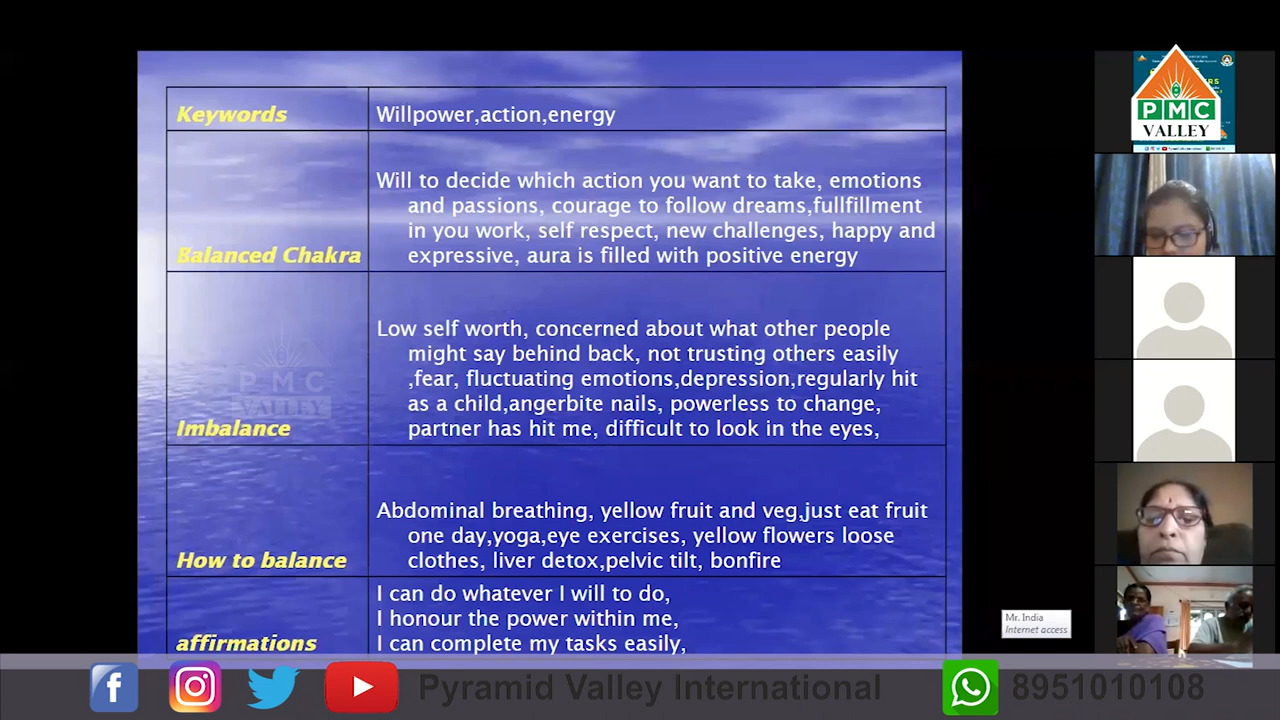 Keywords
Willpower,action,energy
Balanced Chakra
Will to decide which action you want to take, emotions
and passions, courage to follow dreams,fullfillment
in you work, self respect, new challenges, happy and
expressive, aura is filled with positive energy
Imbalance
Low self worth, concerned about what other people
might say behind back, not trusting others easily
,fear, fluctuating emotions,depression,regularly hit
as a child,angerbite nails, powerless to change,
partner has hit me, difficult to look in the eyes,
How to balance
Abdominal breathing, yellow fruit and veg,just eat fruit
one day,yoga,eye exercises, yellow flowers loose
clothes, liver detox,pelvic tilt, bonfire
affirmations
I can do whatever I will to do,
I honour the power within me,
I can complete my tasks easily,
PMC
VALLEY
PMC
VALLEY
Mr. India
Internet access
Pyramid Valley International
8951010108